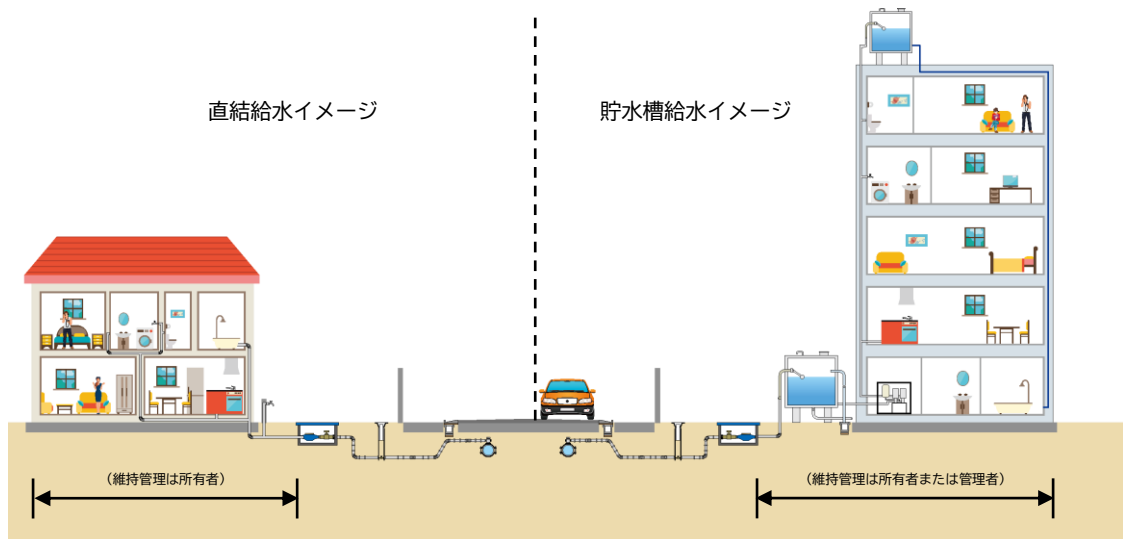 直結給水イメージ
貯水槽給水イメージ
（維持管理は所有者）
（維持管理は所有者または管理者）